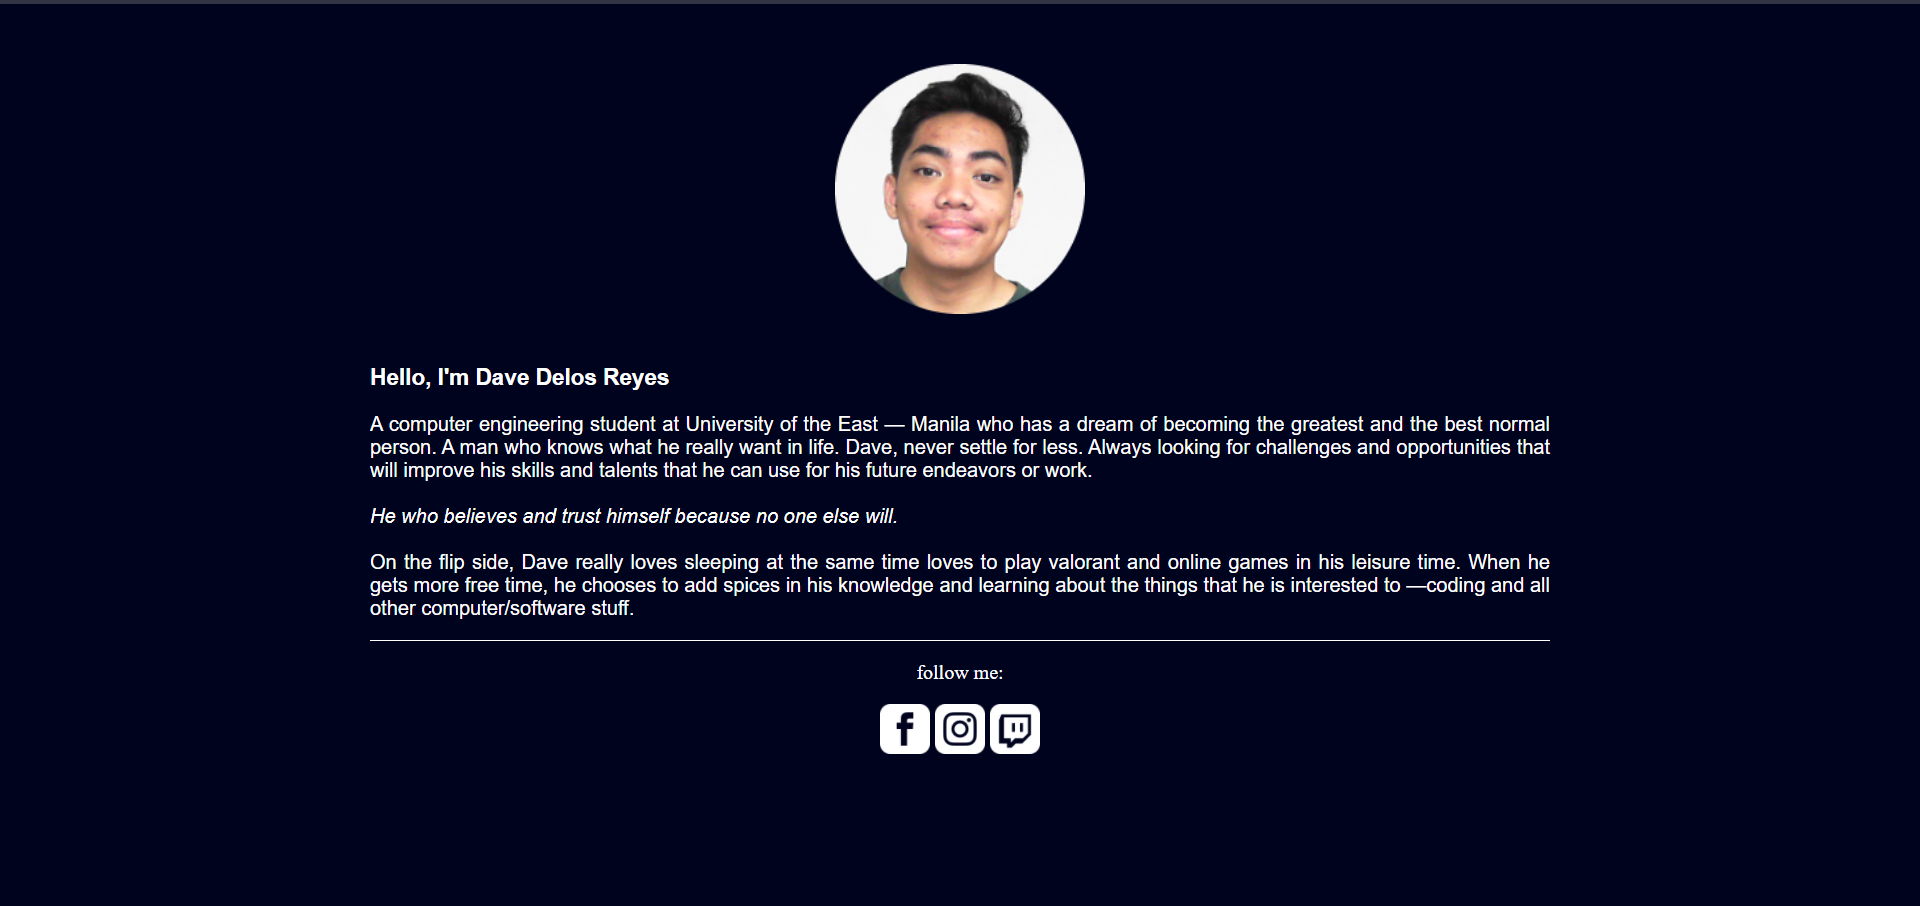 Hello, I'm Dave Delos Reyes
A computer engineering student at University of the East — Manila who has a dream of becoming the greatest and the best normal
person. A man who knows what he really want in life. Dave, never settle for less. Always looking for challenges and opportunities that
will improve his skills and talents that he can use for his future endeavors or work.
He who believes and trust himself because no one else will.
On the flip side, Dave really loves sleeping at the same time loves to play valorant and online games in his leisure time. When he
gets more free time, he chooses to add spices in his knowledge and learning about the things that he is interested to —coding and all
other computer/software stuff.
follow me: